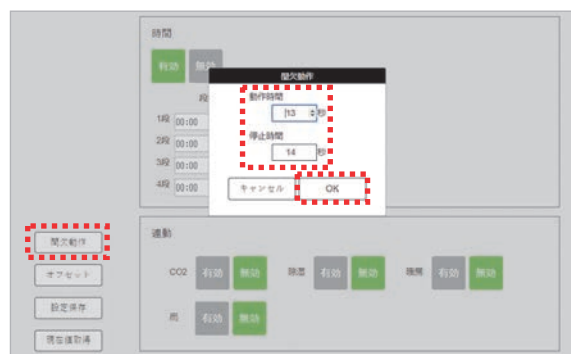 時間
有効 無効
間欠動作
段
動作時間
13 秒
停止時間
14 秒
キャンセル OK
1段 00:00
2段 00:00
3段 00:00
4段 00:00
連動
CO2 有効 無効 除湿 有効 無効 暖房 有効 無効
雨 有効 無効
間欠動作
オフセット
設定保存
現在値取得